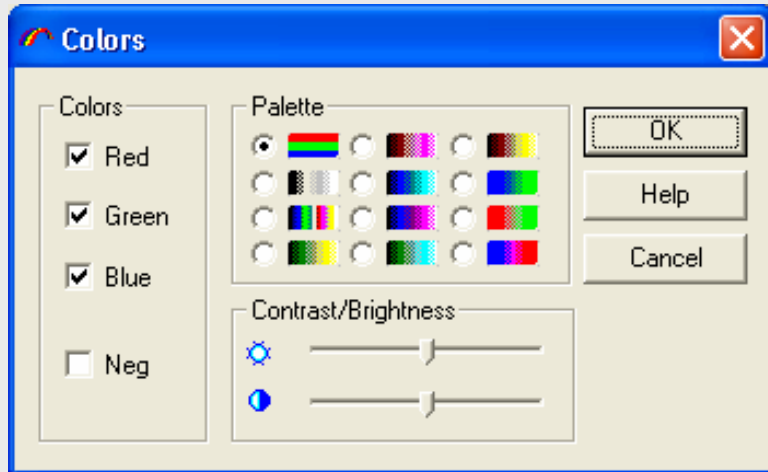 Colors
Colors
Red
Green
Blue
Neg
Palette
Contrast/Brightness
OK
Help
Cancel